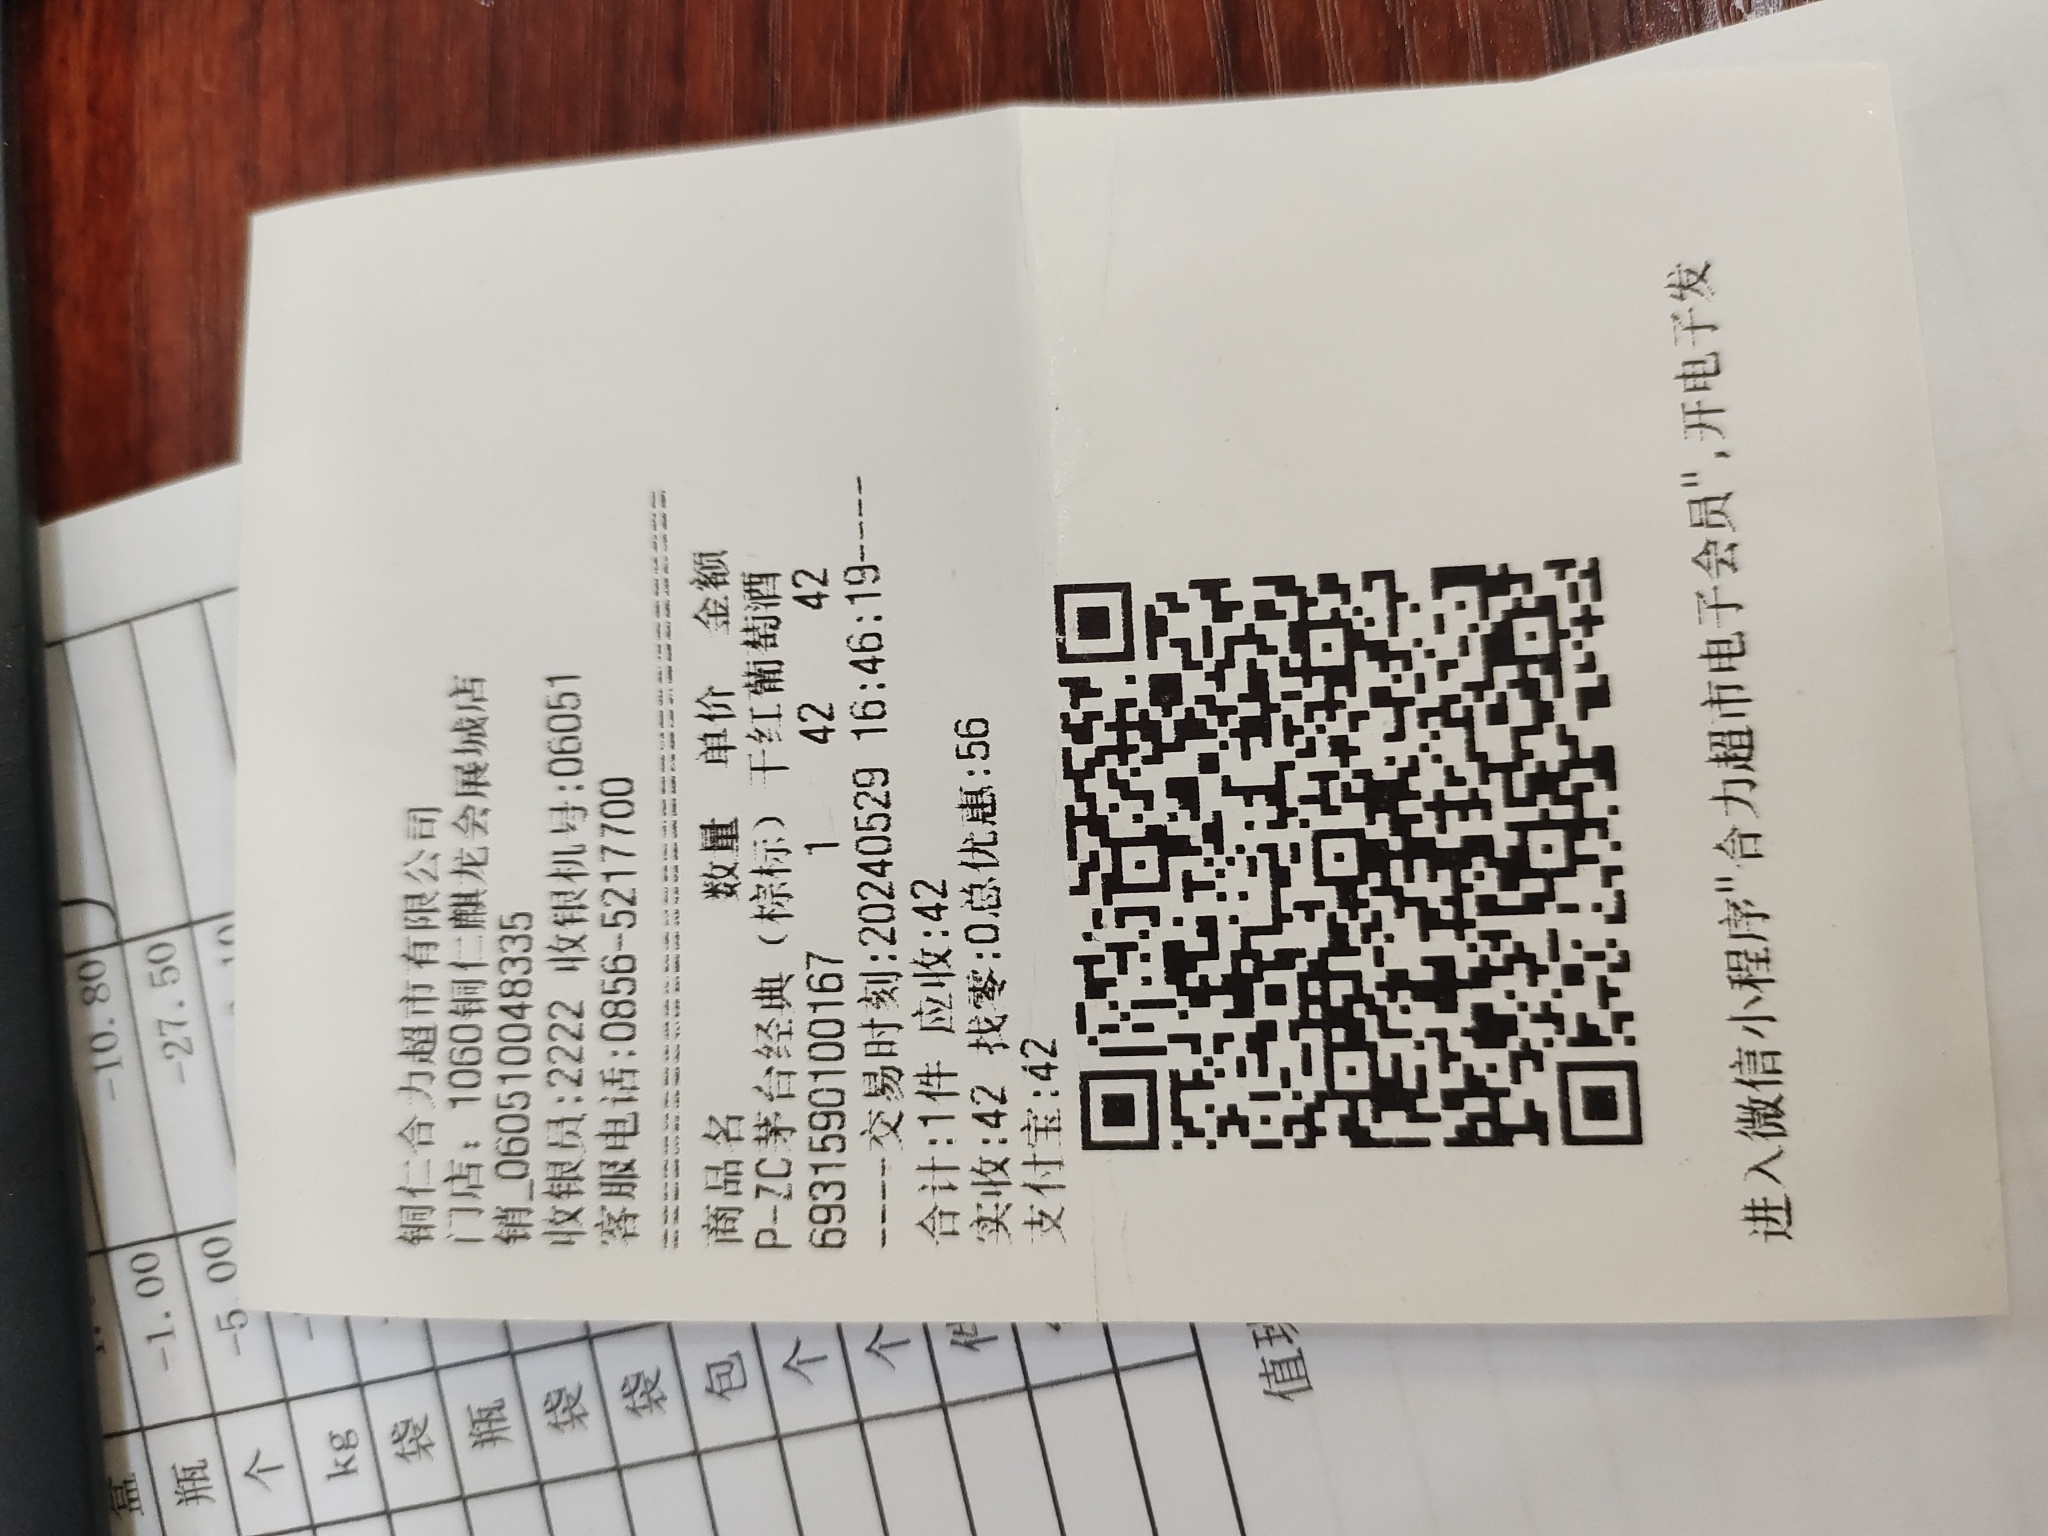 铜仁合力超市有限公司
门店：1060铜仁麒龙会展城店
销_060510048335
收银员:2222 收银机号:06051
客服电话:0856-5217700
商品名 数量 单价 金额
P-ZC茅台经典（棕标）干红葡萄酒
6931590100167 1 42 42
-----交易时刻:20240529 16:46:19----
合计:1件 应收:42
实收:42 找零:0总优惠:56
支付宝:42
进入微信小程序"合力超市电子会员",开电子发
盒
瓶 -1.00 -10.80
个 -5.00 -27.50
kg
袋
瓶
袋
袋
包
个
个
值班